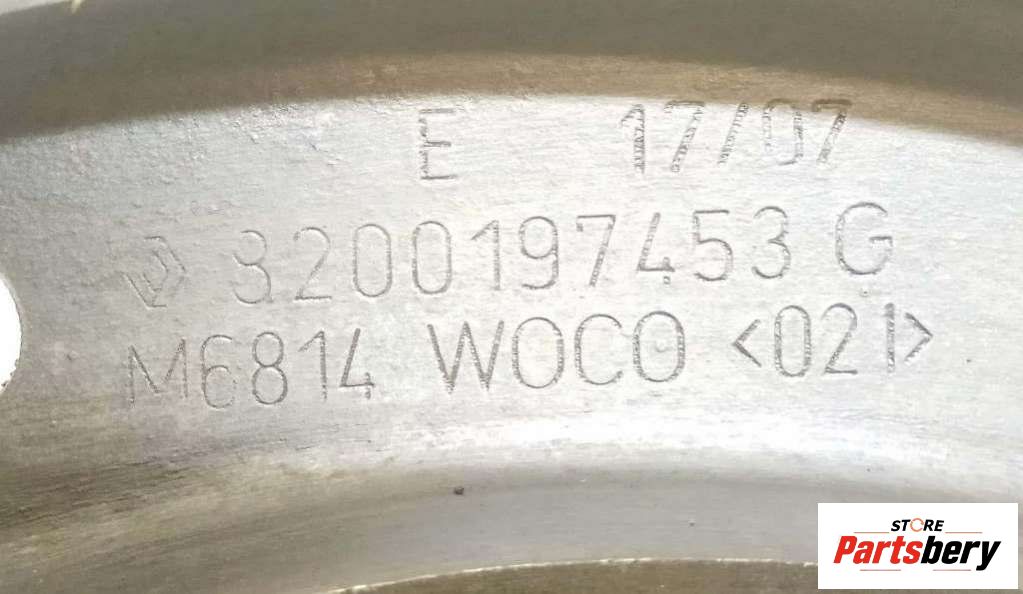 E 17/07
8200197453 G
M6814 WOCO <021>
STORE
Partsbery